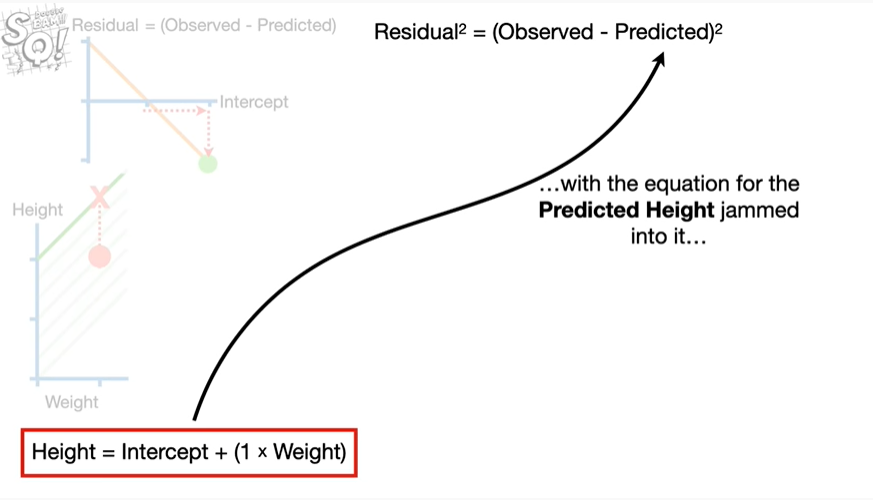 StatQuest!!!
Residual = (Observed - Predicted)
Residual² = (Observed - Predicted)²
Intercept
Height
Weight
...with the equation for the
Predicted Height jammed
into it...
Height = Intercept + (1 x Weight)